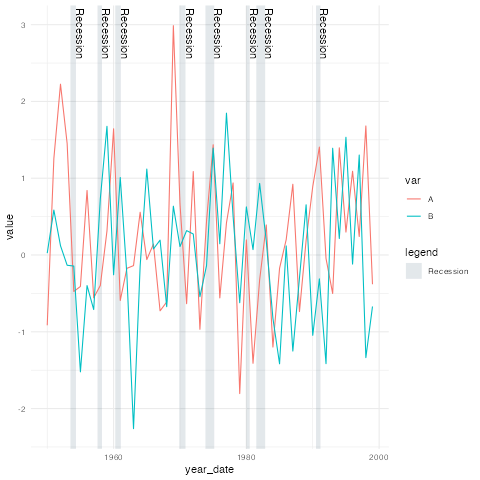 Recession
Recession
Recession
Recession
Recession
Recession
Recession
Recession
3
2
1
0
-1
-2
value
1960
1980
2000
year_date
var
A
B
legend
Recession